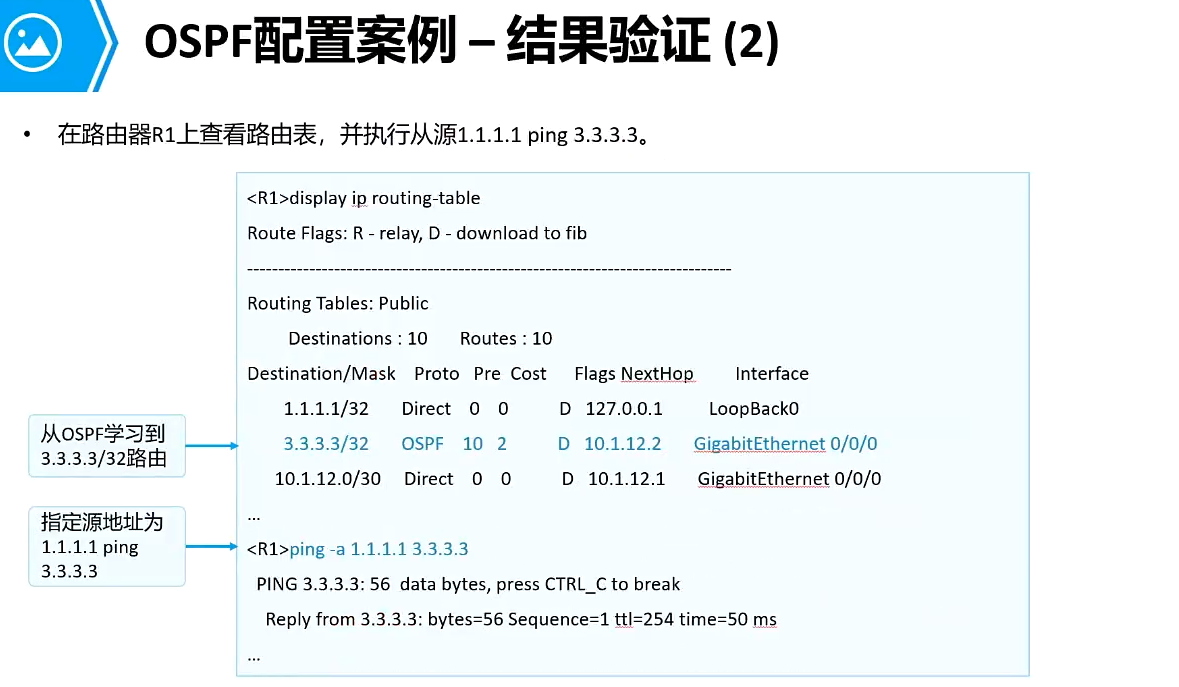 OSPF配置案例 – 结果验证 (2)
• 在路由器R1上查看路由表，并执行从源1.1.1.1 ping 3.3.3.3。
<R1>display ip routing-table
Route Flags: R - relay, D - download to fib
------------------------------------------------------------------------------
Routing Tables: Public
Destinations : 10 Routes : 10
Destination/Mask Proto Pre Cost Flags NextHop Interface
1.1.1.1/32 Direct 0 0 D 127.0.0.1 LoopBack0
从OSPF学习到
3.3.3.3/32路由
3.3.3.3/32 OSPF 10 2 D 10.1.12.2 GigabitEthernet 0/0/0
10.1.12.0/30 Direct 0 0 D 10.1.12.1 GigabitEthernet 0/0/0
...
指定源地址为
1.1.1.1 ping
3.3.3.3
<R1>ping -a 1.1.1.1 3.3.3.3
PING 3.3.3.3: 56 data bytes, press CTRL_C to break
Reply from 3.3.3.3: bytes=56 Sequence=1 ttl=254 time=50 ms
...